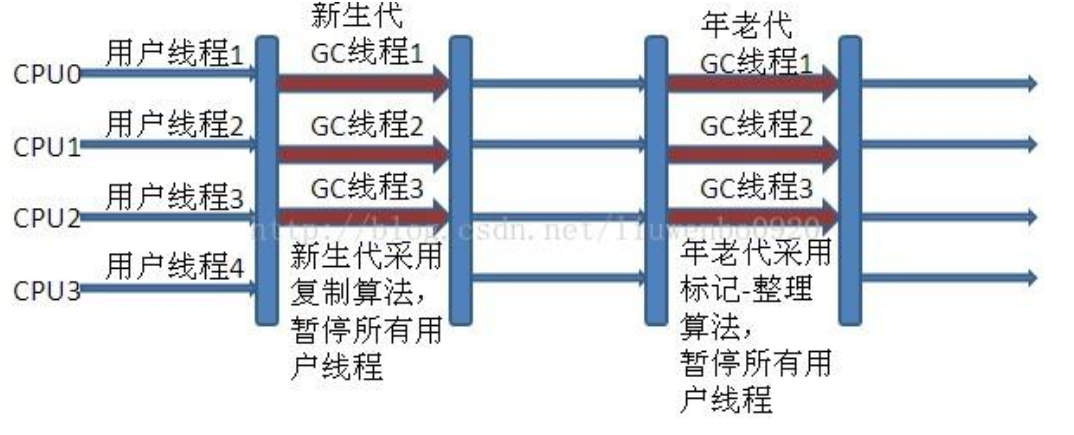 新生代
年老代
用户线程1
GC线程1
GC线程1
CPU0
用户线程2
GC线程2
GC线程2
CPU1
用户线程3
GC线程3
GC线程3
CPU2
http://blog.csdn.net/liuwenbo0920
用户线程4
CPU3
新生代采用
复制算法，
暂停所有用
户线程
年老代采用
标记-整理
算法，
暂停所有用
户线程